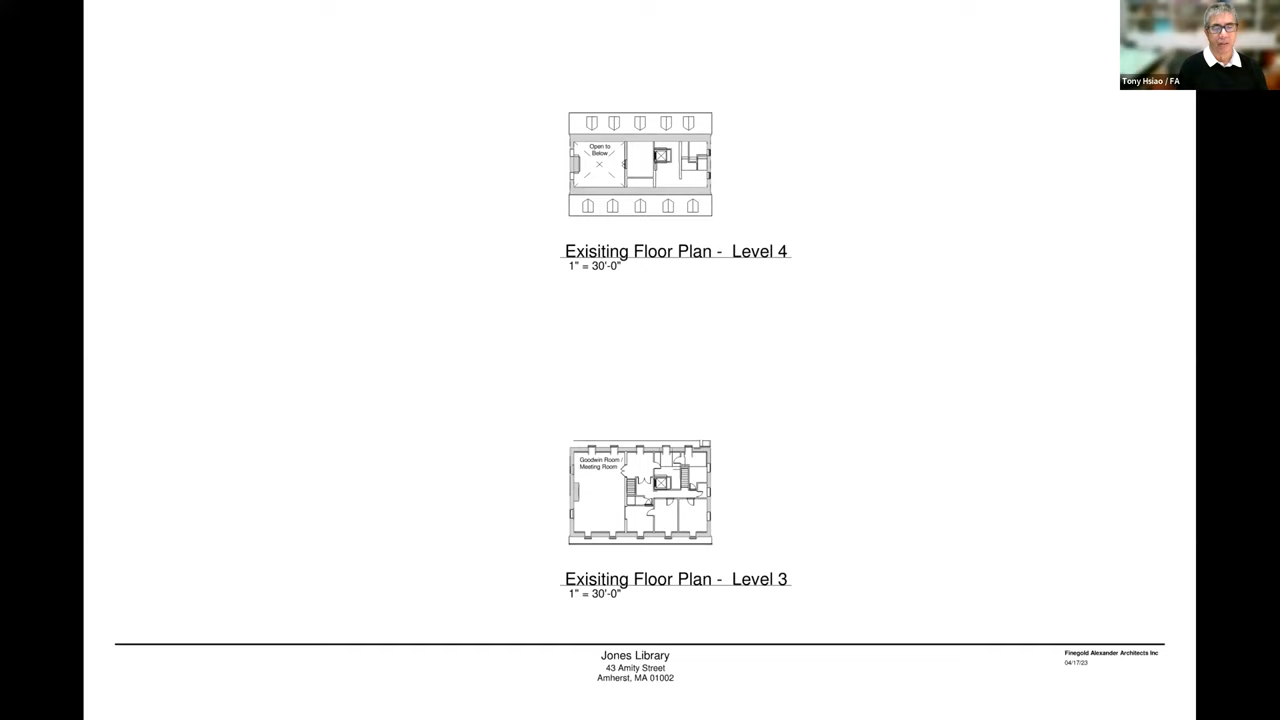 Tony Hsiao / FA
Open to
Below
Exisiting Floor Plan -  Level 4
1" = 30'-0"
Goodwin Room /
Meeting Room
Exisiting Floor Plan -  Level 3
1" = 30'-0"
Jones Library
43 Amity Street
Amherst, MA 01002
Finegold Alexander Architects Inc
04/17/23